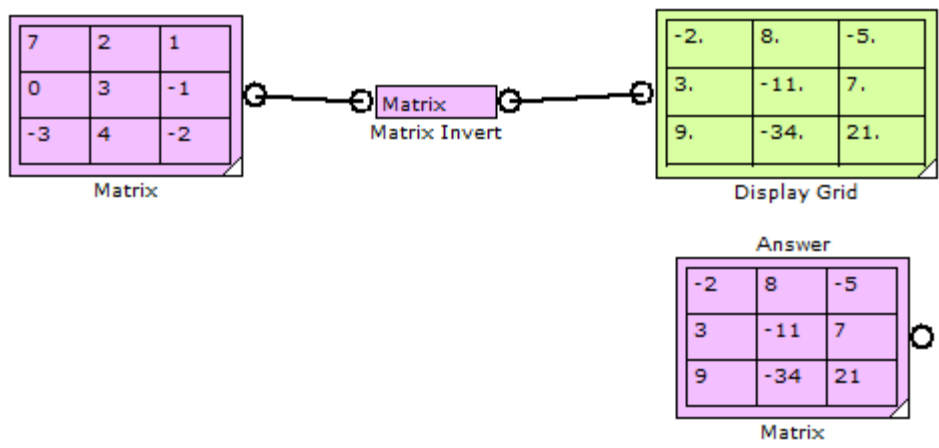 7 2 1
0 3 -1
-3 4 -2
Matrix
Matrix
Matrix Invert
-2. 8. -5.
3. -11. 7.
9. -34. 21.
Display Grid
Answer
-2 8 -5
3 -11 7
9 -34 21
Matrix